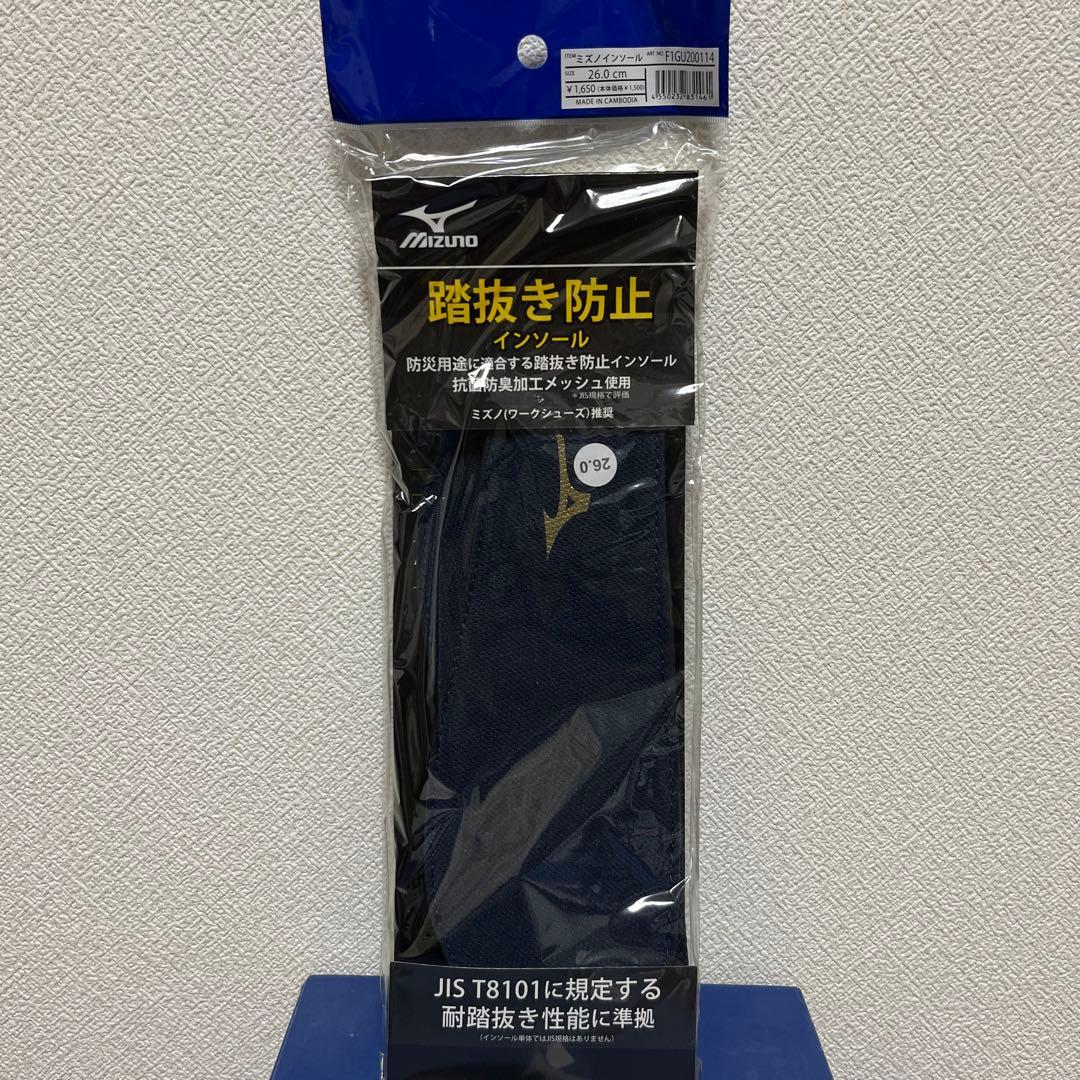 ITEM ミズノインソール ART NO F1GU200114
SIZE 26.0 cm
¥1,650 (本体価格¥1,500)
MADE IN CAMBODIA
4550232831461
MIZUNO
踏抜き防止
インソール
防災用途に適合する踏抜き防止インソール
抗菌防臭加工メッシュ使用
*JIS規格で評価
ミズノ(ワークシューズ)推奨
26.0
JIS T8101に規定する
耐踏抜き性能に準拠
(インソール単体ではJIS規格はありません)